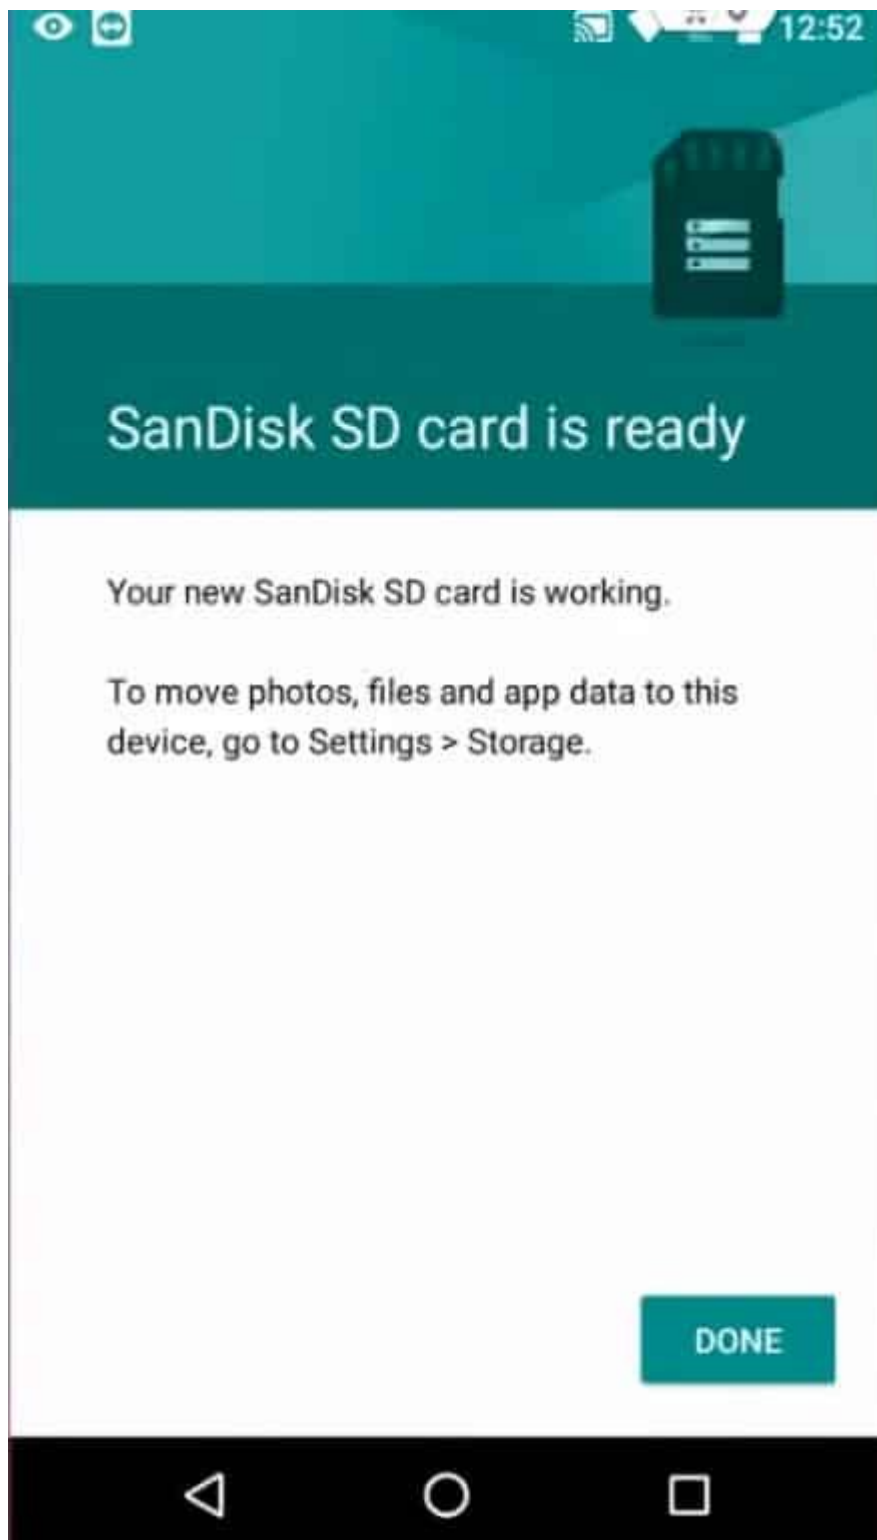 12:52
SanDisk SD card is ready
Your new SanDisk SD card is working.
To move photos, files and app data to this
device, go to Settings > Storage.
DONE